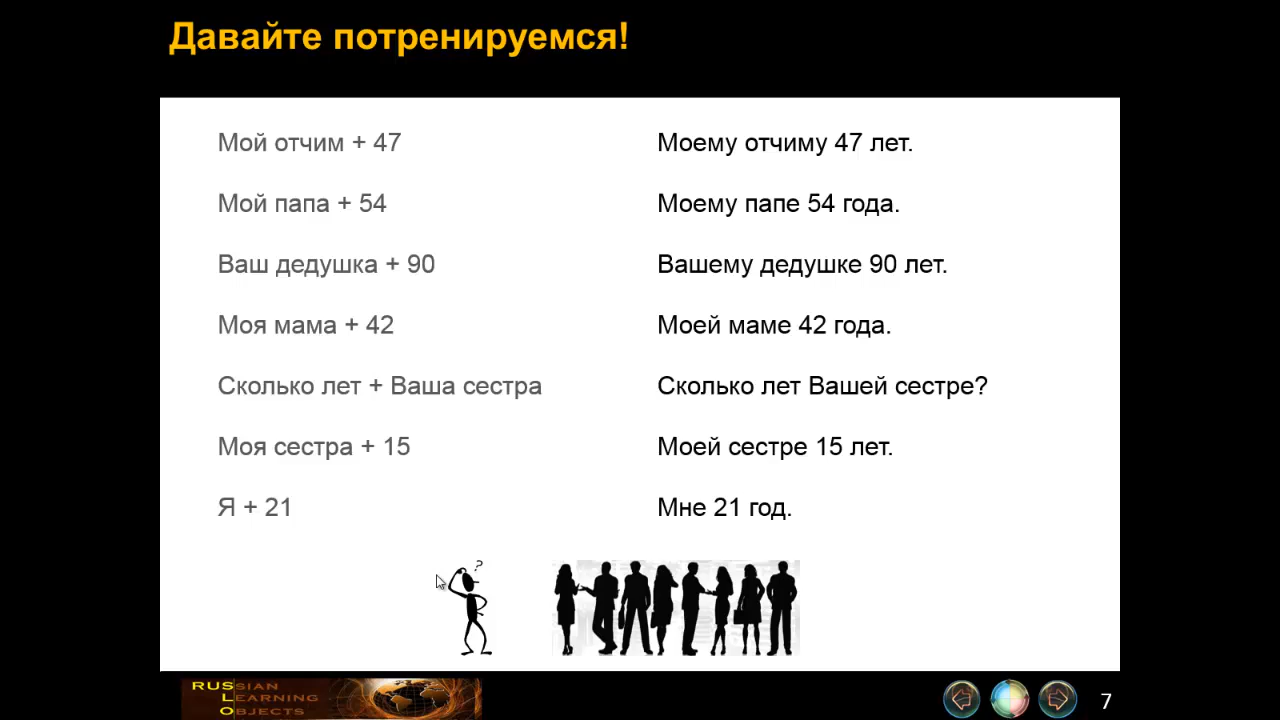 Давайте потренируемся!
Мой отчим + 47
Моему отчиму 47 лет.
Мой папа + 54
Моему папе 54 года.
Ваш дедушка + 90
Вашему дедушке 90 лет.
Моя мама + 42
Моей маме 42 года.
Сколько лет + Ваша сестра
Сколько лет Вашей сестре?
Моя сестра + 15
Моей сестре 15 лет.
Я + 21
Мне 21 год.
?
RUSSIAN
LEARNING
OBJECTS
7